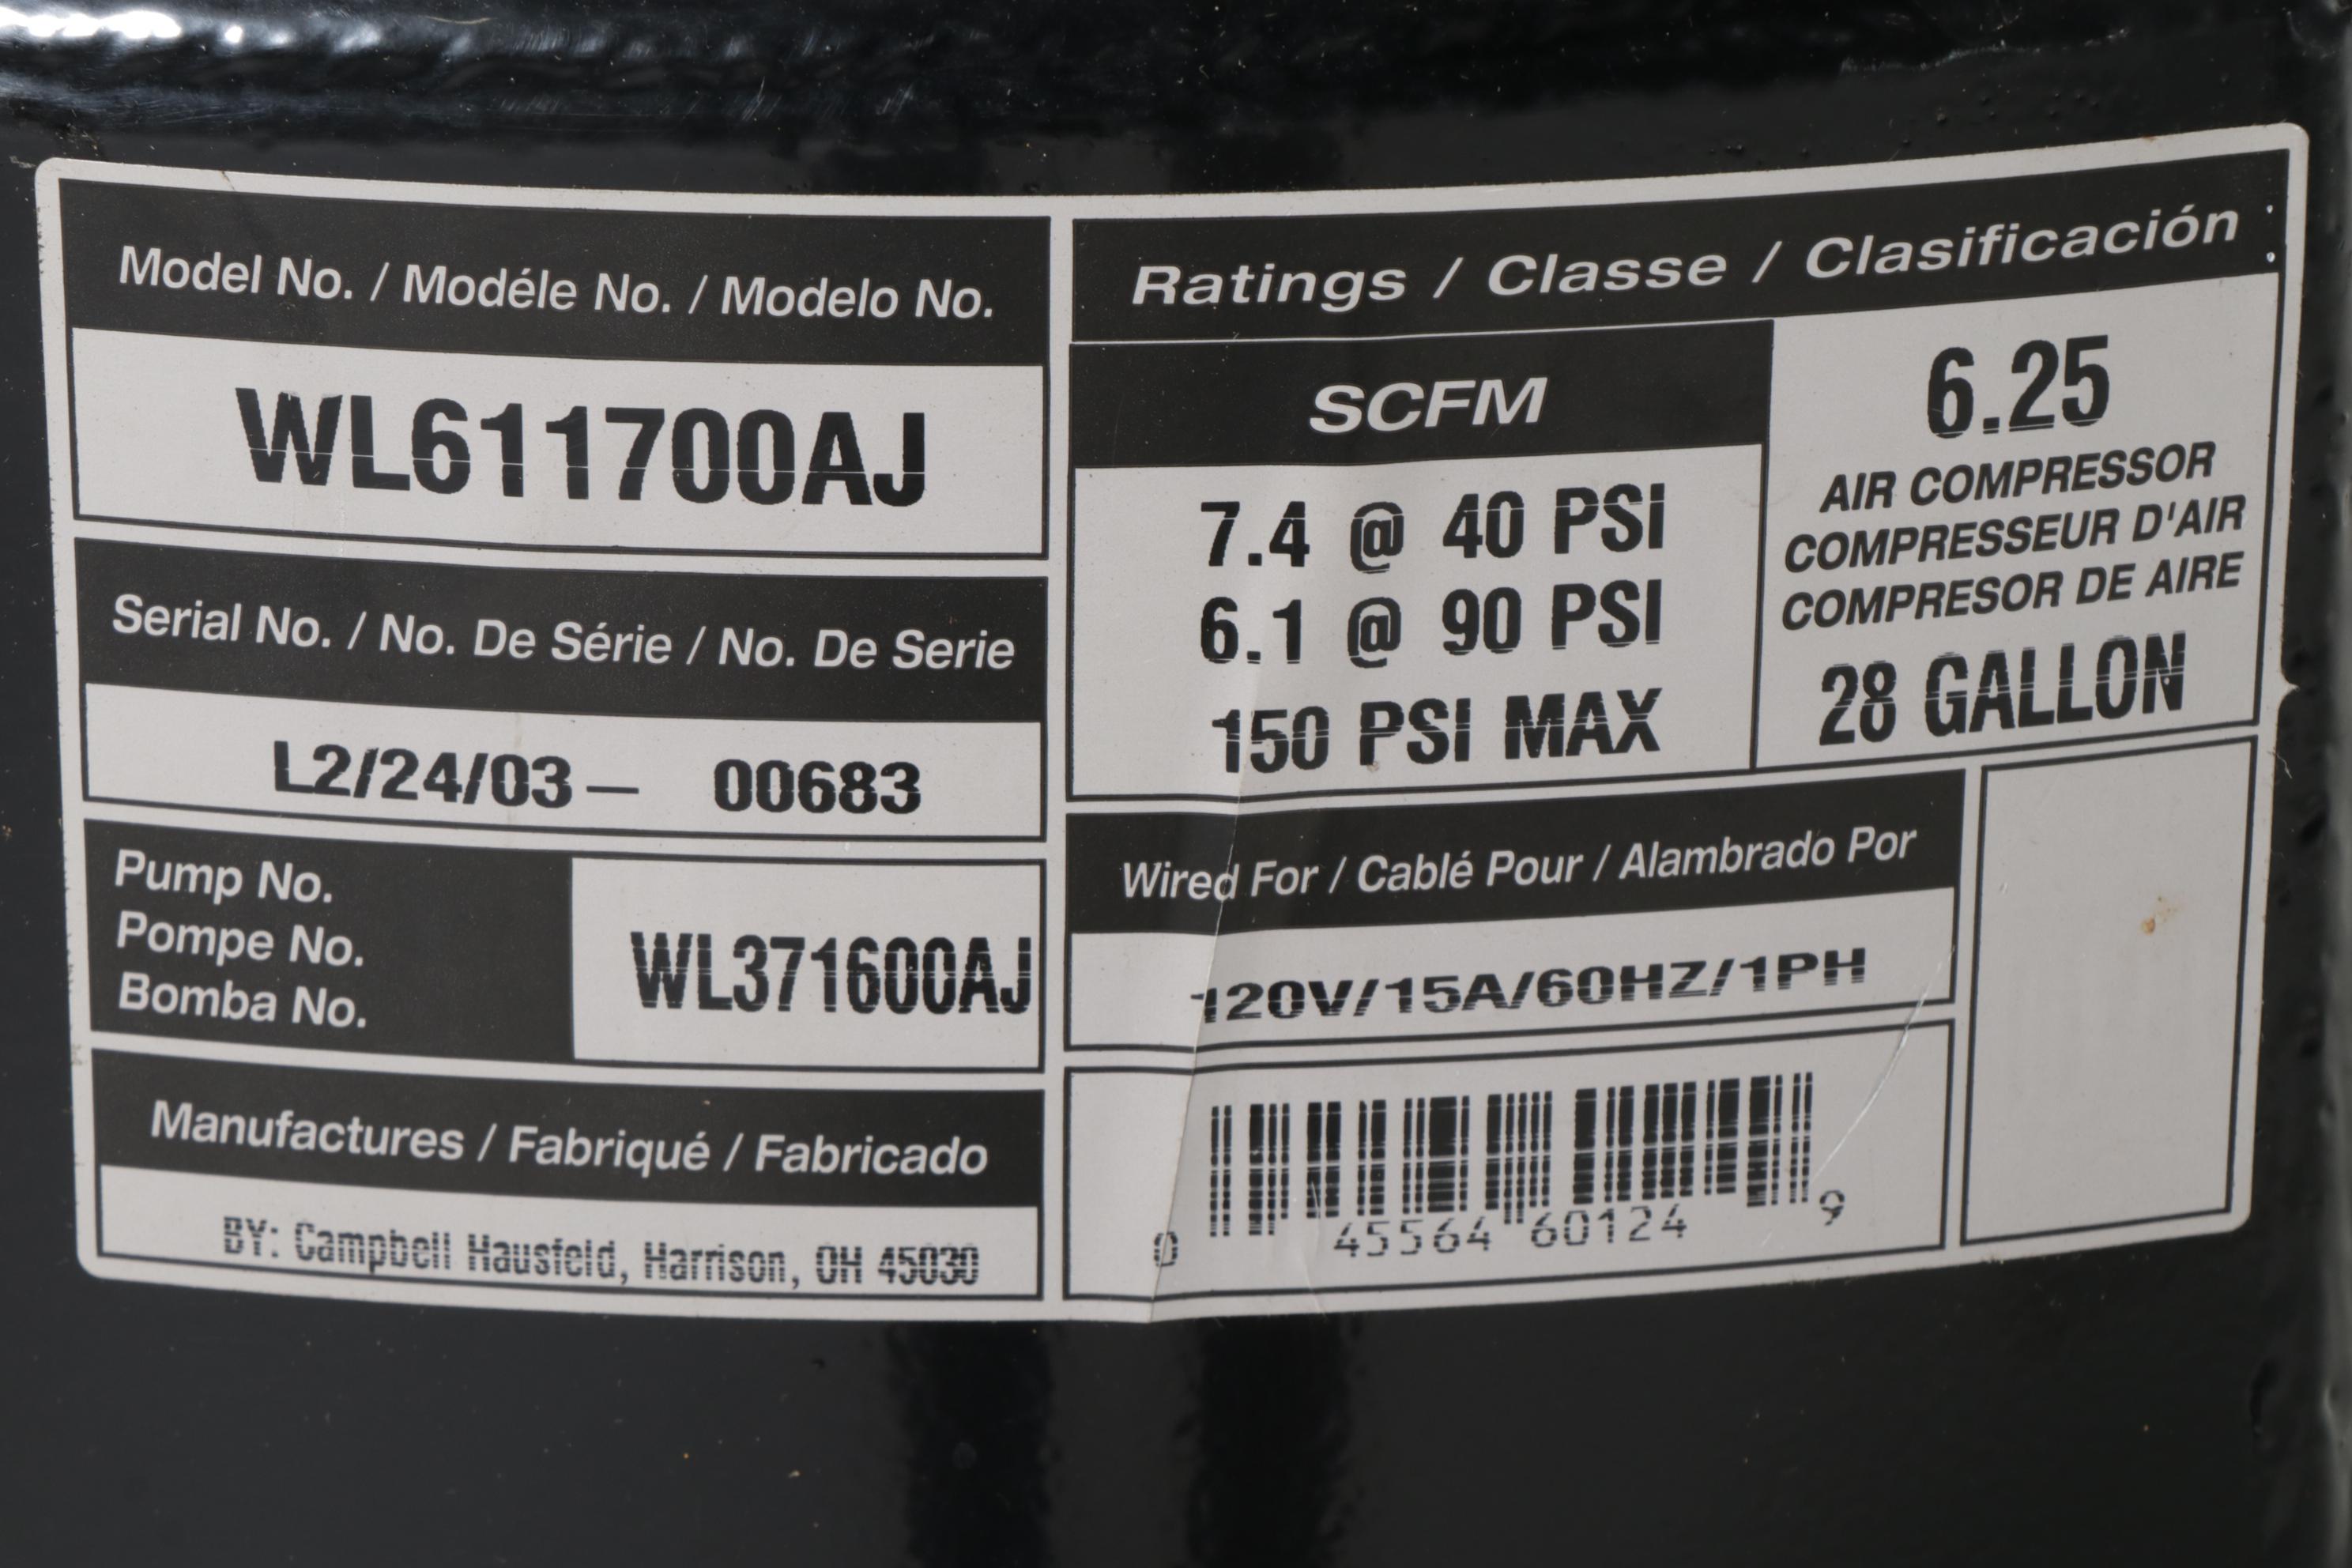 Model No. / Modéle No. / Modelo No.
WL611700AJ
Serial No. / No. De Série / No. De Serie
L2/24/03 — 00683
Pump No.
Pompe No.
Bomba No.
WL371600AJ
Manufactures / Fabriqué / Fabricado
BY: Campbell Hausfeld, Harrison, OH 45030
Ratings / Classe / Clasificación
SCFM
7.4 @ 40 PSI
6.1 @ 90 PSI
150 PSI MAX
6.25
AIR COMPRESSOR
COMPRESSEUR D'AIR
COMPRESOR DE AIRE
28 GALLON
Wired For / Cablé Pour / Alambrado Por
120V/15A/60HZ/1PH
0 45564 60124 9